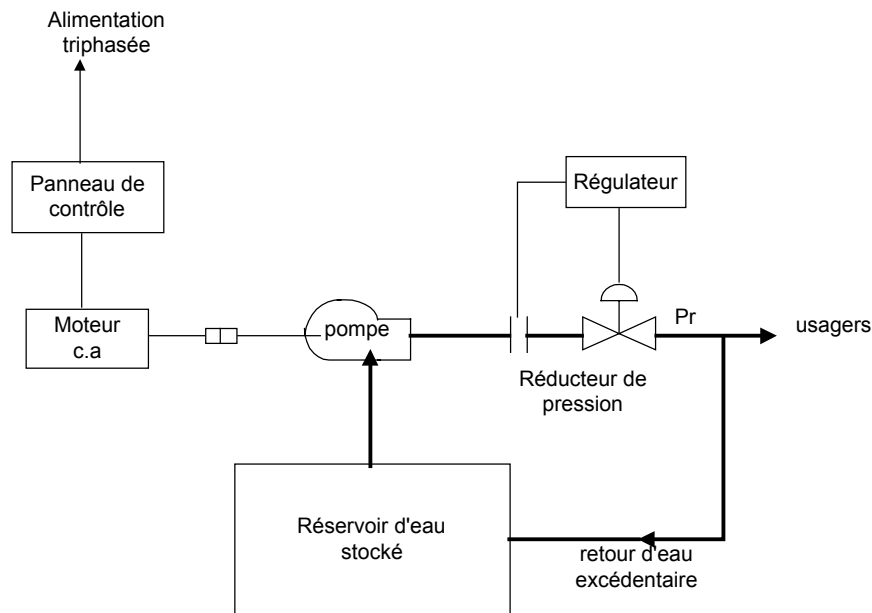 Alimentation
triphasée
Panneau de
contrôle
Régulateur
Moteur
c.a
pompe
Pr
usagers
Réducteur de
pression
Réservoir d'eau
stocké
retour d'eau
excédentaire